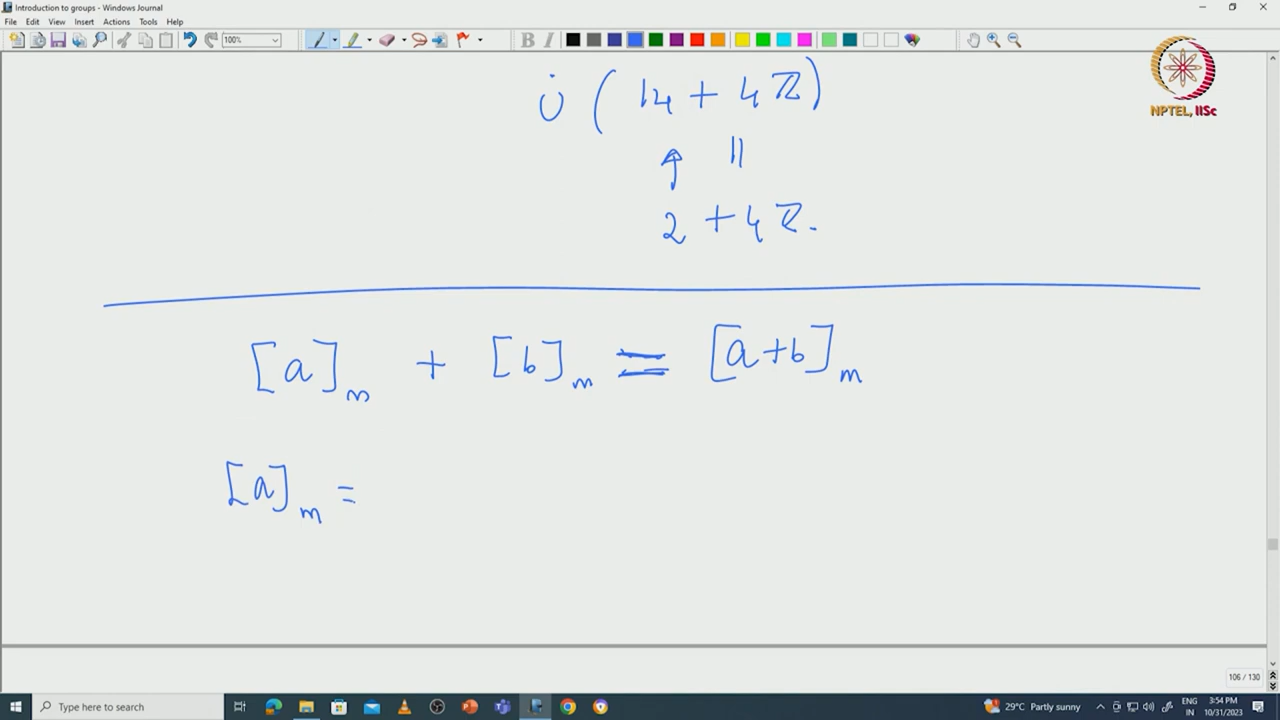 Introduction to groups - Windows Journal
File Edit View Insert Actions Tools Help
100%
B I
∪̇ ( 14 + 4ℤ)
↑ ||
2 + 4ℤ.
[a]ₘ + [b]ₘ = [a+b]ₘ
[a]ₘ =
NPTEL, IISc
106 / 130
Type here to search
29°C Partly sunny
ENG
IN
3:54 PM
10/31/2023